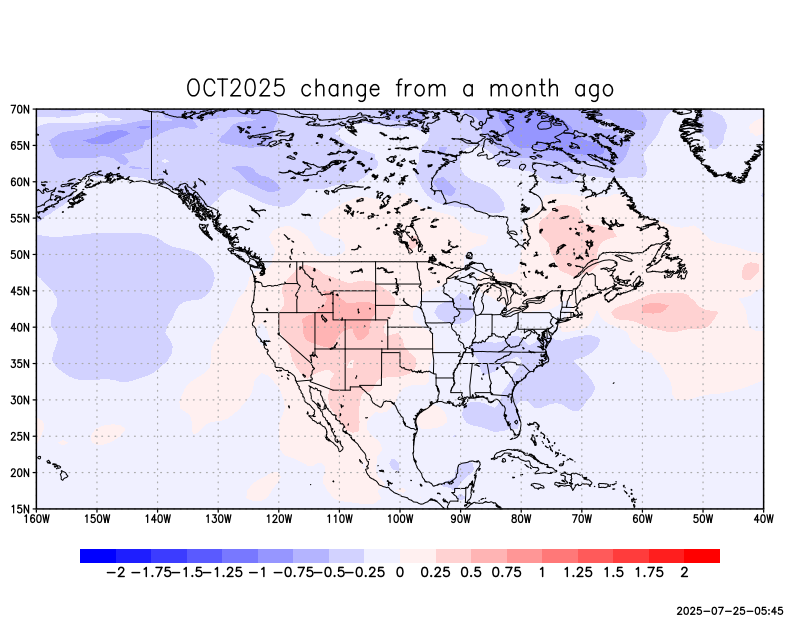 OCT2025 change from a month ago
70N
65N
60N
55N
50N
45N
40N
35N
30N
25N
20N
15N
160W 150W 140W 130W 120W 110W 100W 90W 80W 70W 60W 50W 40W
−2 −1.75 −1.5 −1.25 −1 −0.75 −0.5 −0.25 0 0.25 0.5 0.75 1 1.25 1.5 1.75 2
2025-07-25-05:45